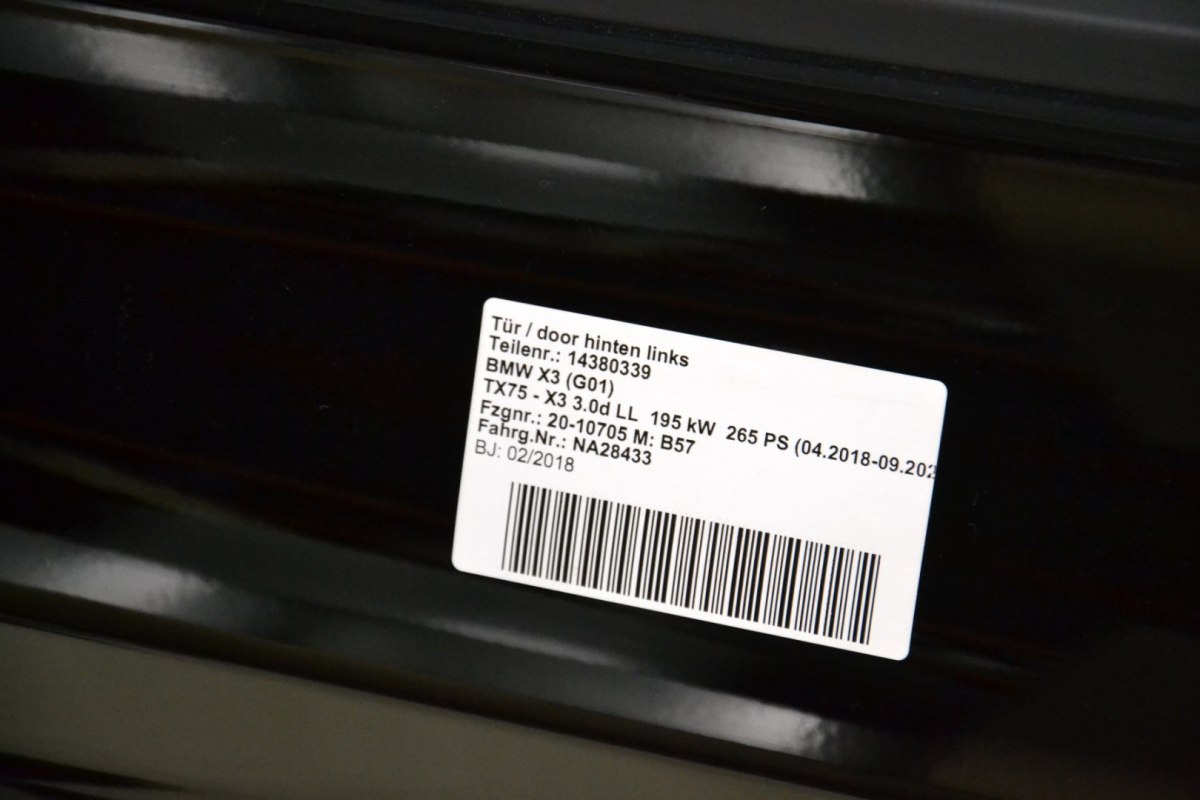 Tür / door hinten links
Teilenr.: 14380339
BMW X3 (G01)
TX75 - X3 3.0d LL 195 kW 265 PS (04.2018-09.202
Fzgnr.: 20-10705 M: B57
Fahrg.Nr.: NA28433
BJ: 02/2018